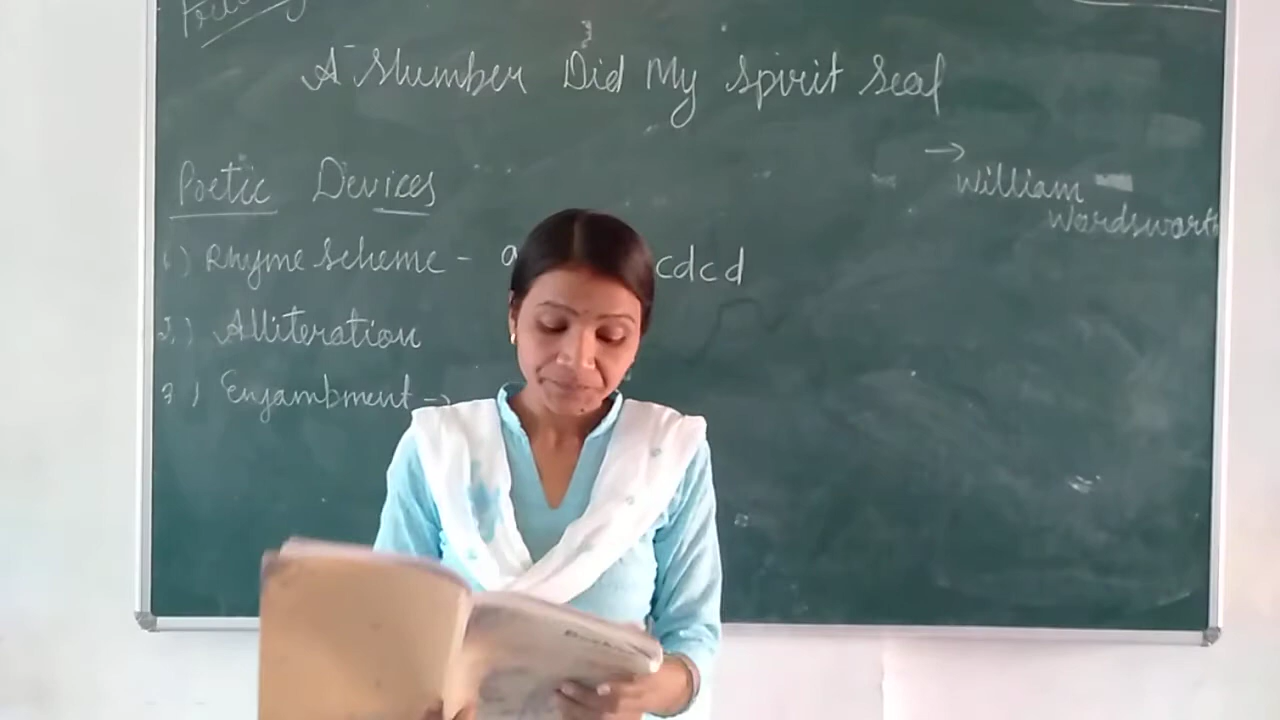 A Slumber Did My Spirit Seal
→ William
Wordsworth
Poetic Devices
1) Rhyme Scheme - a cdcd
2.) Alliteration
3) Enjambment →